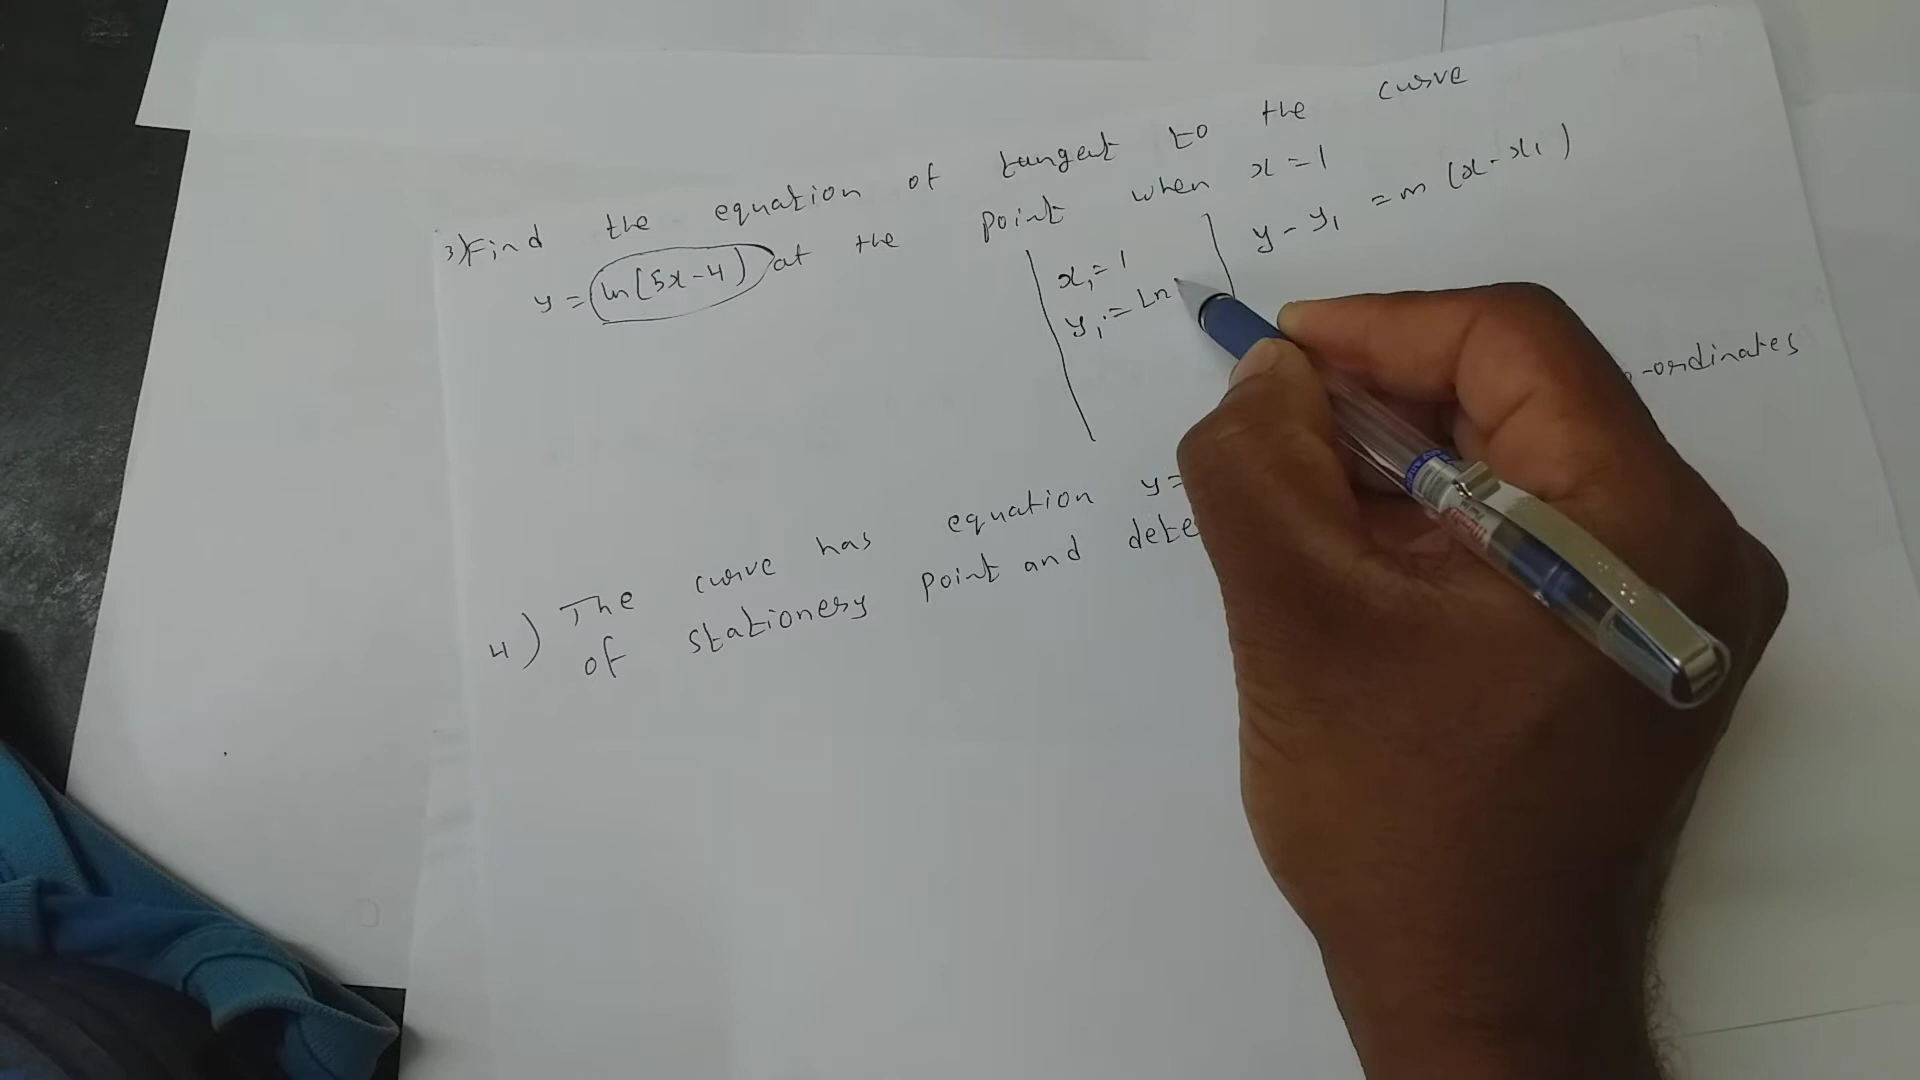 3) Find the equation of tangent to the curve
y = ln(5x-4) at the point when x = 1
x₁ = 1
y₁ = Ln
y - y₁ = m (x - x₁)
-ordinates
4) The curve has equation y=
of stationery point and dete